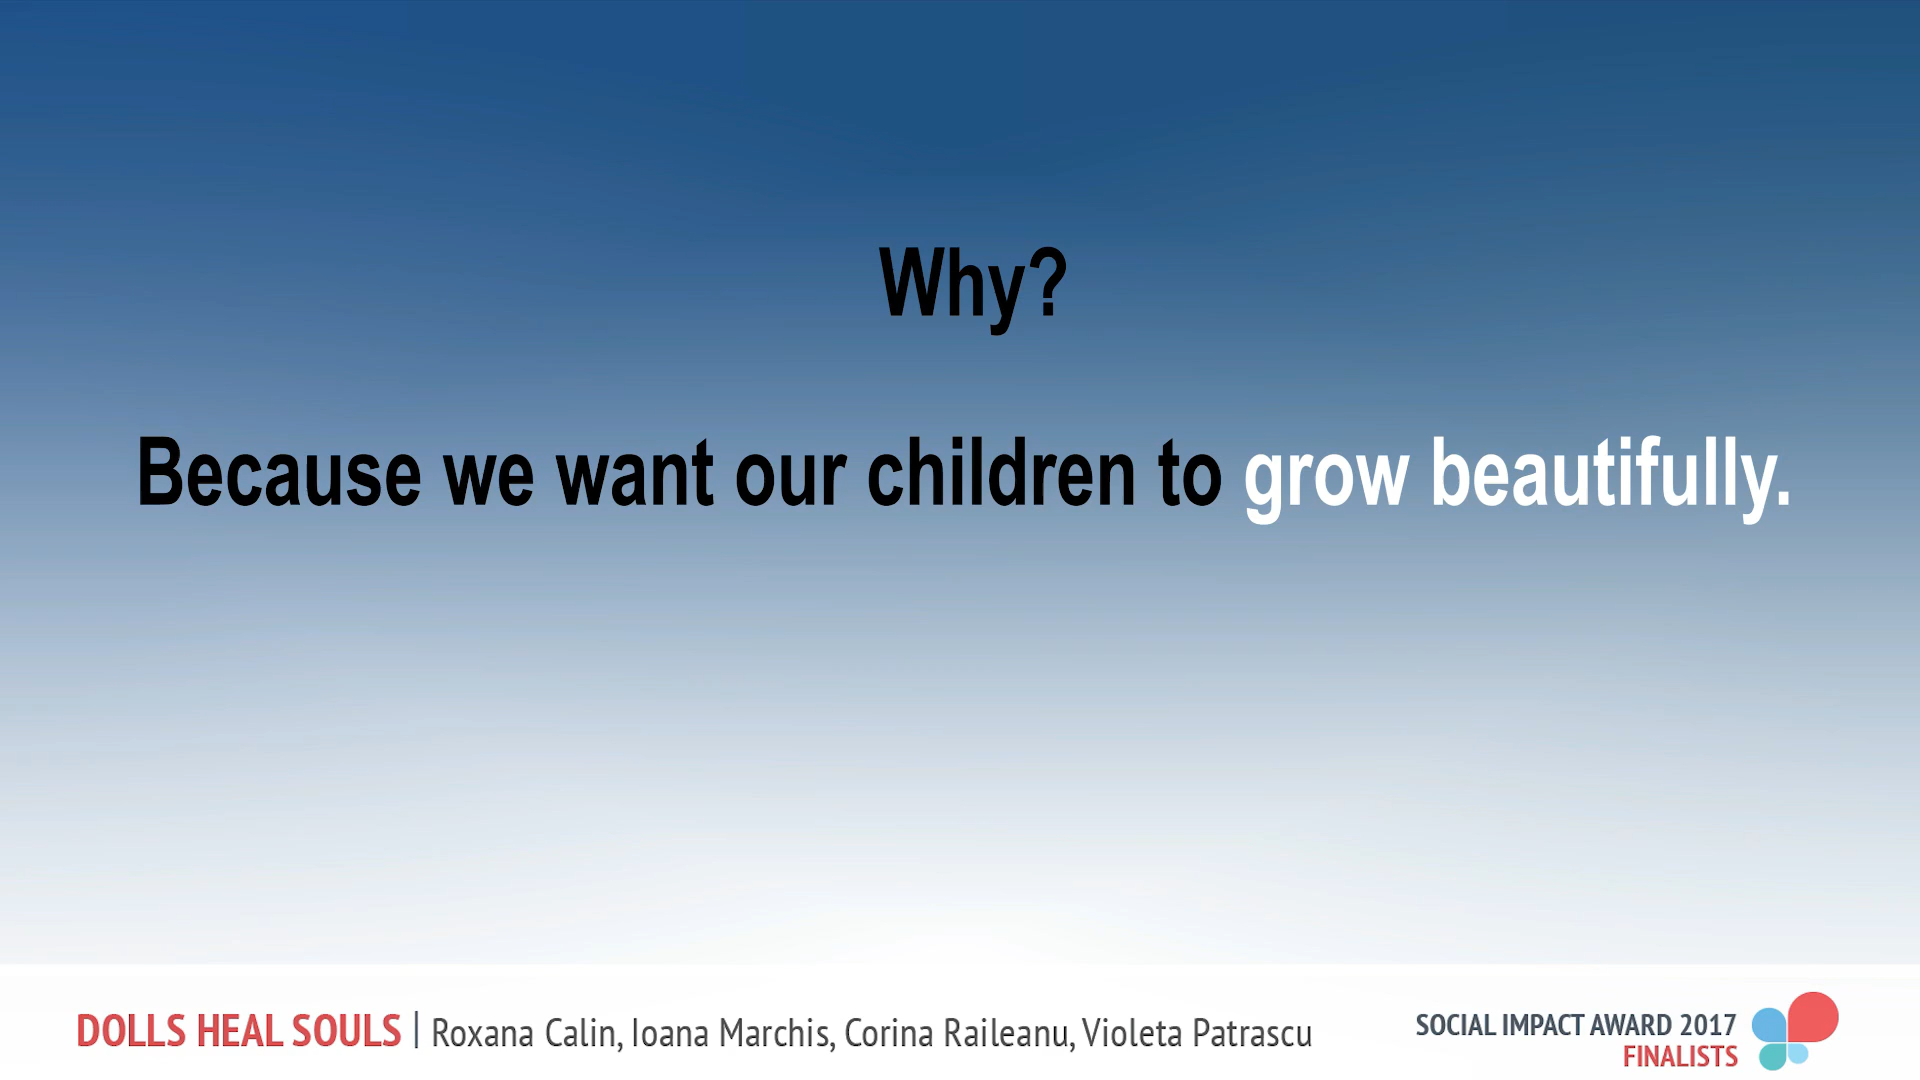 Why?
Because we want our children to grow beautifully.
DOLLS HEAL SOULS | Roxana Calin, Ioana Marchis, Corina Raileanu, Violeta Patrascu
SOCIAL IMPACT AWARD 2017
FINALISTS